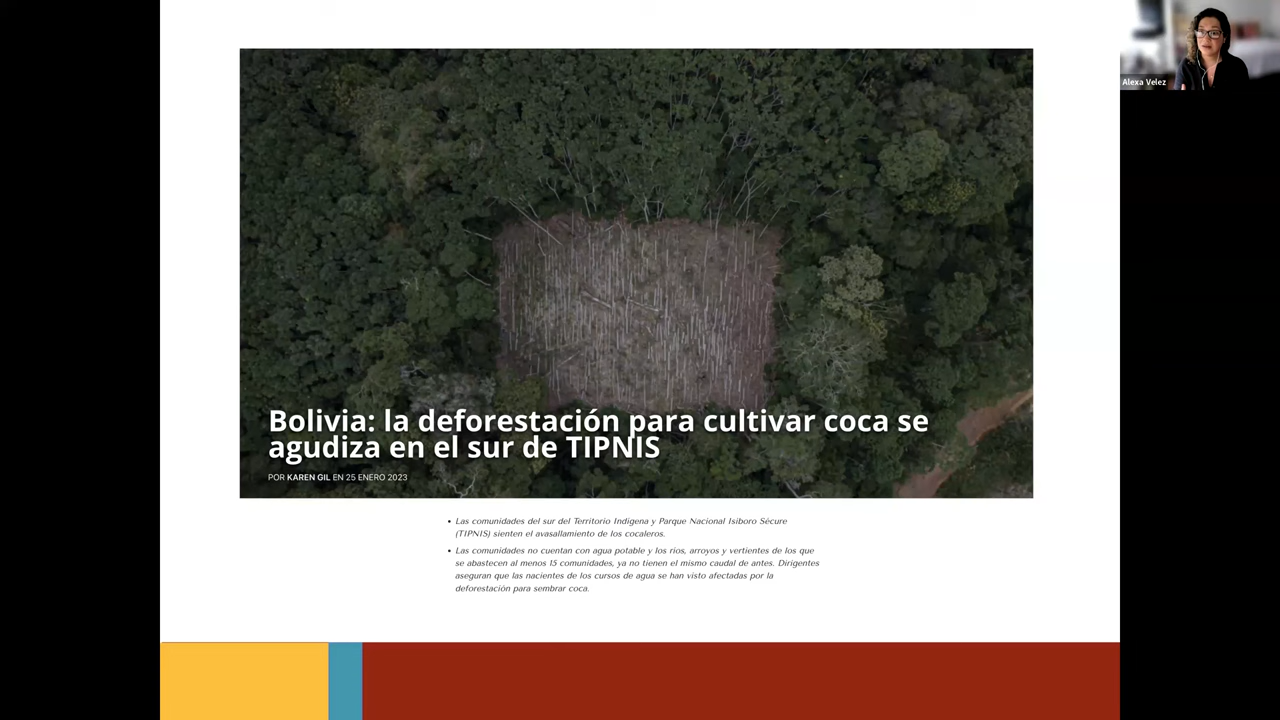 Alexa Velez
Bolivia: la deforestación para cultivar coca se
agudiza en el sur de TIPNIS
POR KAREN GIL EN 25 ENERO 2023
• Las comunidades del sur del Territorio Indígena y Parque Nacional Isiboro Sécure
(TIPNIS) sienten el avasallamiento de los cocaleros.
• Las comunidades no cuentan con agua potable y los ríos, arroyos y vertientes de los que
se abastecen al menos 15 comunidades, ya no tienen el mismo caudal de antes. Dirigentes
aseguran que las nacientes de los cursos de agua se han visto afectadas por la
deforestación para sembrar coca.